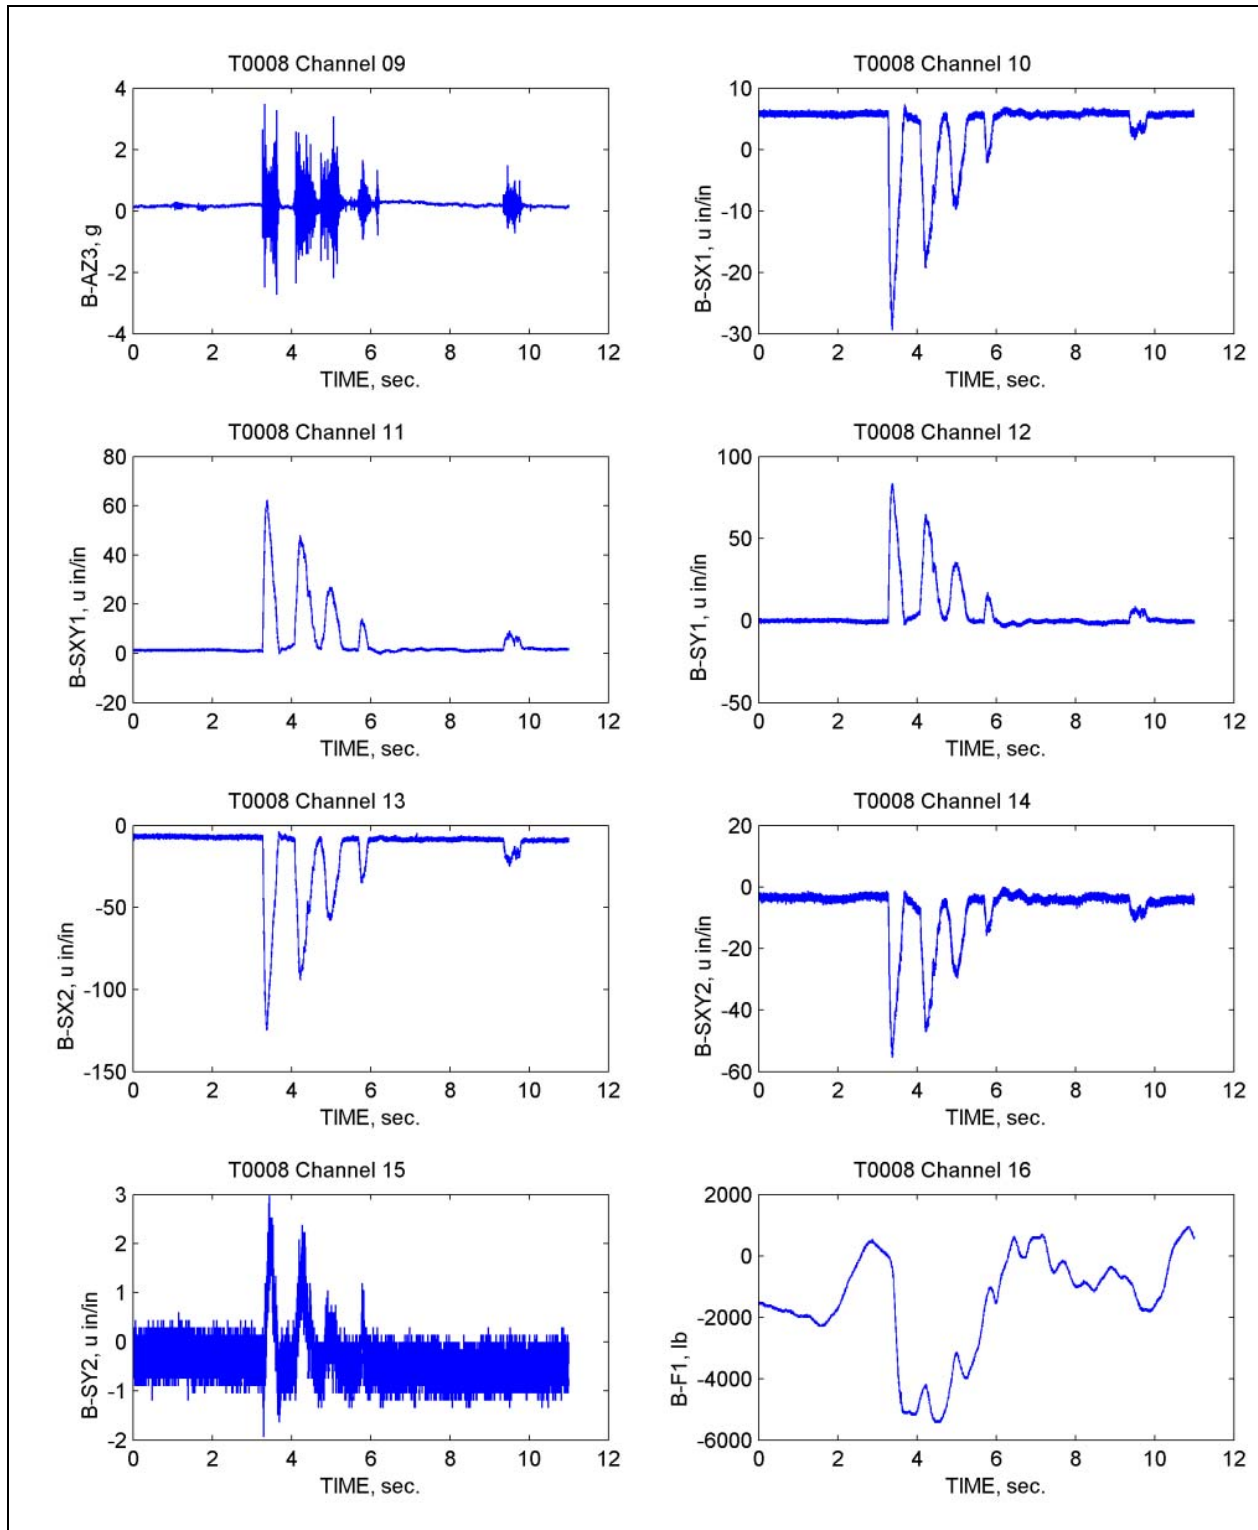 T0008 Channel 09
4
2
0
-2
-4
B-AZ3, g
0 2 4 6 8 10 12
TIME, sec.
T0008 Channel 10
10
0
-10
-20
-30
B-SX1, u in/in
0 2 4 6 8 10 12
TIME, sec.
T0008 Channel 11
80
60
40
20
0
-20
B-SXY1, u in/in
0 2 4 6 8 10 12
TIME, sec.
T0008 Channel 12
100
50
0
-50
B-SY1, u in/in
0 2 4 6 8 10 12
TIME, sec.
T0008 Channel 13
0
-50
-100
-150
B-SX2, u in/in
0 2 4 6 8 10 12
TIME, sec.
T0008 Channel 14
20
0
-20
-40
-60
B-SXY2, u in/in
0 2 4 6 8 10 12
TIME, sec.
T0008 Channel 15
3
2
1
0
-1
-2
B-SY2, u in/in
0 2 4 6 8 10 12
TIME, sec.
T0008 Channel 16
2000
0
-2000
-4000
-6000
B-F1, lb
0 2 4 6 8 10 12
TIME, sec.